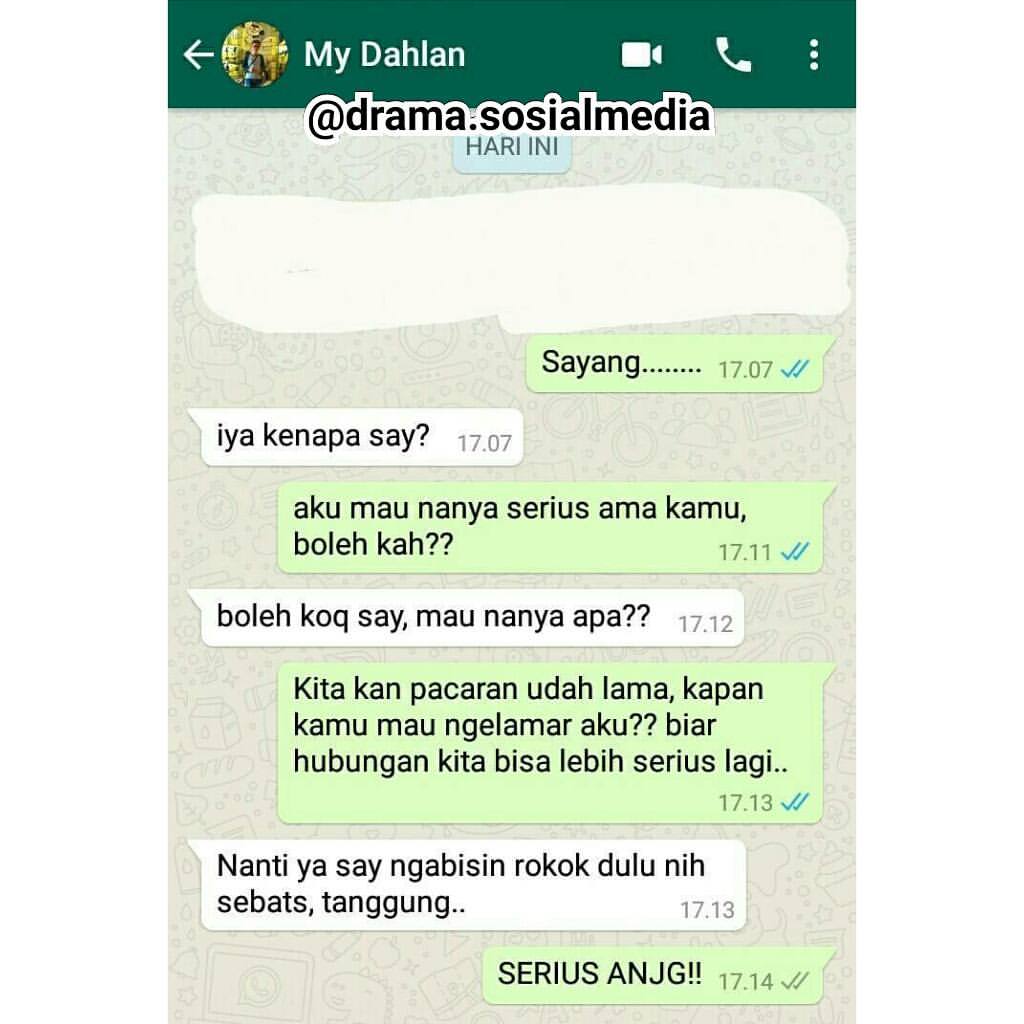 My Dahlan
@drama.sosialmedia
HARI INI
Sayang........ 17.07
iya kenapa say? 17.07
aku mau nanya serius ama kamu,
boleh kah?? 17.11
boleh koq say, mau nanya apa?? 17.12
Kita kan pacaran udah lama, kapan
kamu mau ngelamar aku?? biar
hubungan kita bisa lebih serius lagi..
17.13
Nanti ya say ngabisin rokok dulu nih
sebats, tanggung.. 17.13
SERIUS ANJG!! 17.14